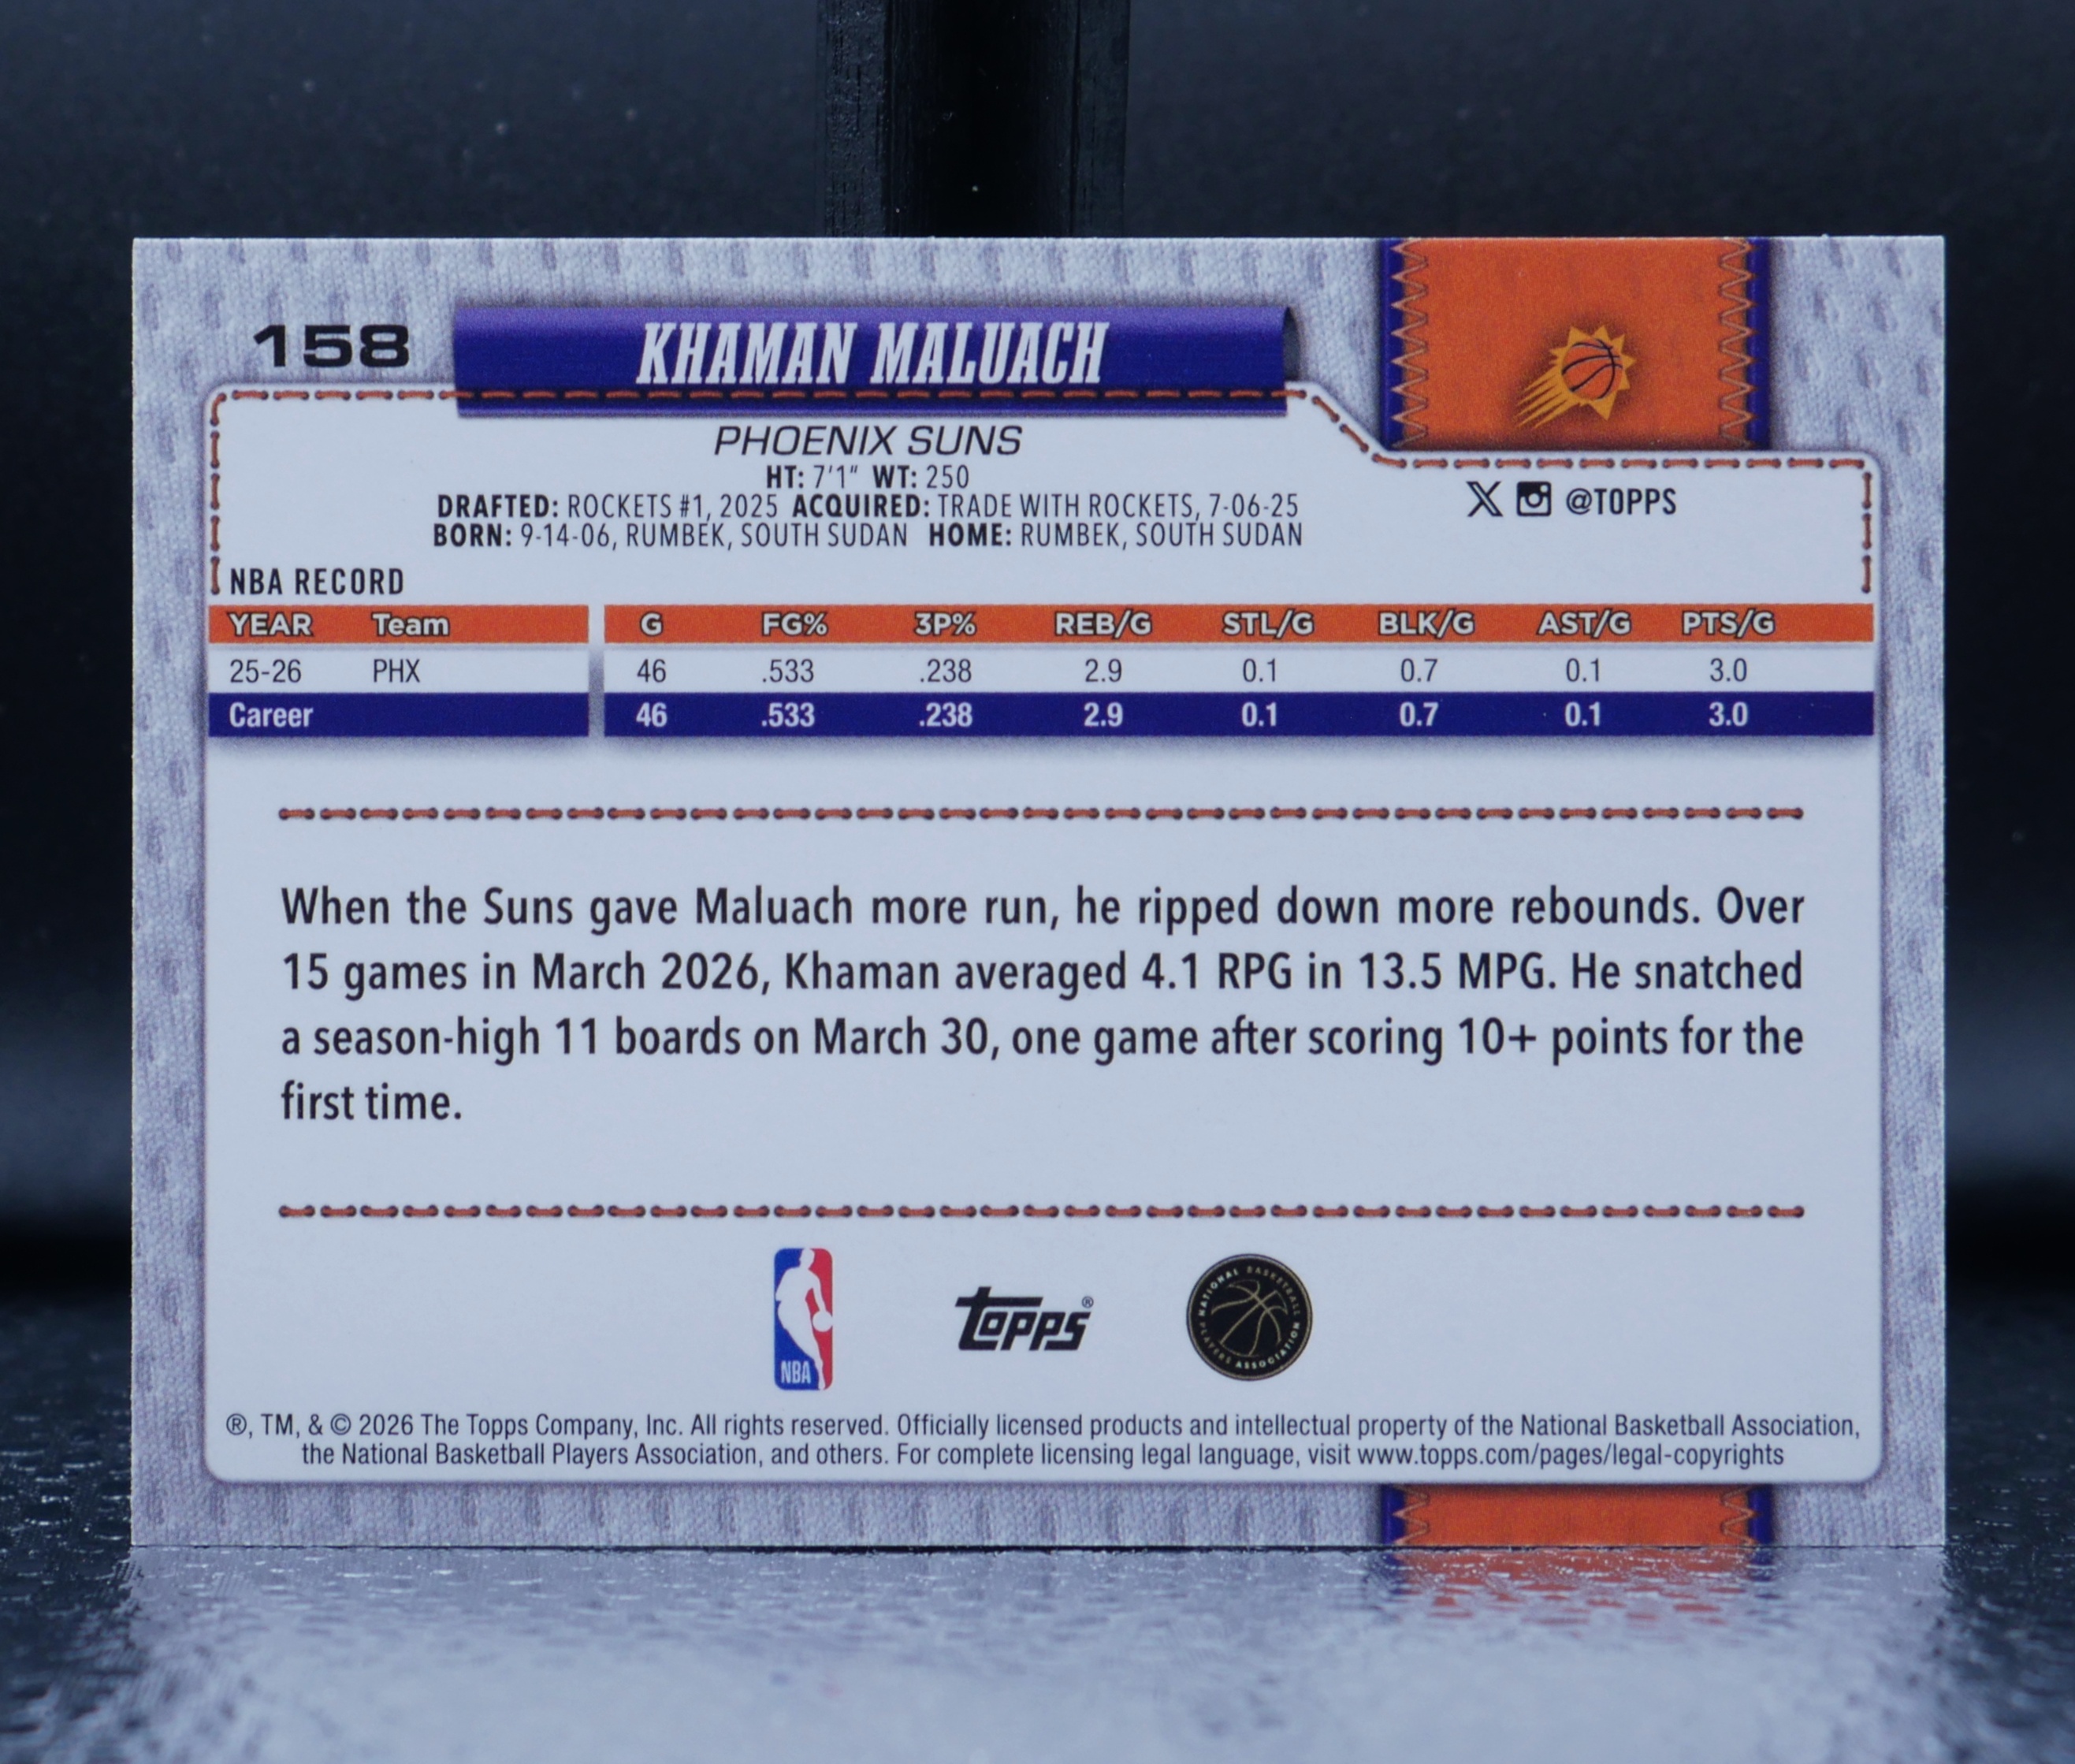 158
KHAMAN MALUACH
PHOENIX SUNS
HT: 7'1" WT: 250
DRAFTED: ROCKETS #1, 2025 ACQUIRED: TRADE WITH ROCKETS, 7-06-25
BORN: 9-14-06, RUMBEK, SOUTH SUDAN HOME: RUMBEK, SOUTH SUDAN
X @TOPPS
NBA RECORD
YEAR Team G FG% 3P% REB/G STL/G BLK/G AST/G PTS/G
25-26 PHX 46 .533 .238 2.9 0.1 0.7 0.1 3.0
Career 46 .533 .238 2.9 0.1 0.7 0.1 3.0
When the Suns gave Maluach more run, he ripped down more rebounds. Over
15 games in March 2026, Khaman averaged 4.1 RPG in 13.5 MPG. He snatched
a season-high 11 boards on March 30, one game after scoring 10+ points for the
first time.
NBA
topps®
NATIONAL BASKETBALL PLAYERS ASSOCIATION
®, TM, & © 2026 The Topps Company, Inc. All rights reserved. Officially licensed products and intellectual property of the National Basketball Association,
the National Basketball Players Association, and others. For complete licensing legal language, visit www.topps.com/pages/legal-copyrights